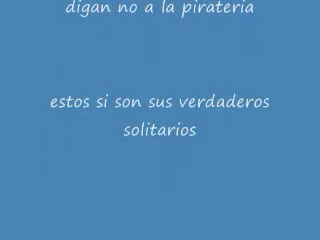 digan no a la pirateria
estos si son sus verdaderos
solitarios